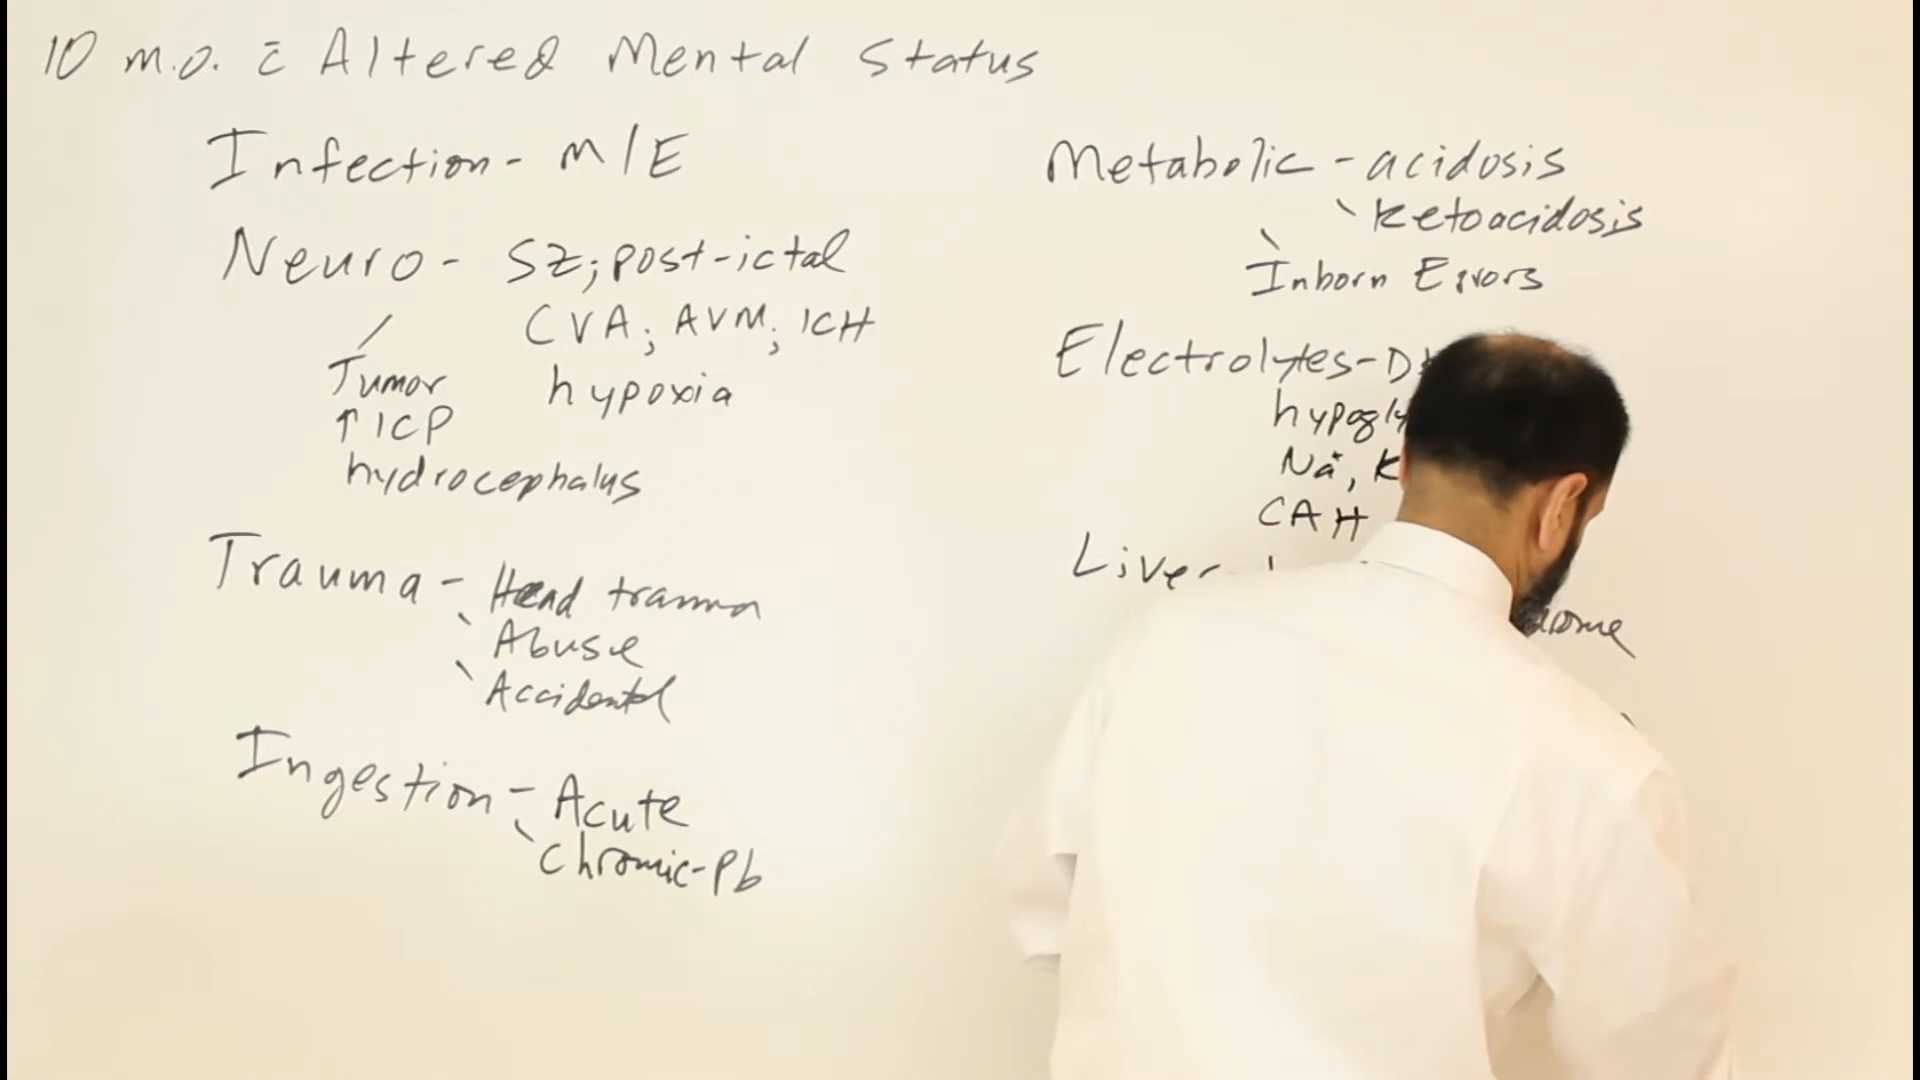 10 m.o. c̄ Altered Mental Status
Infection - M/E
Neuro - SZ; post-ictal
CVA; AVM; ICH
hypoxia
Tumor
↑ICP
hydrocephalus
Trauma - Head trauma
Abuse
Accidental
Ingestion - Acute
Chronic-Pb
Metabolic - acidosis
ketoacidosis
Inborn Errors
Electrolytes -
Na⁺, K
CAH
Liver